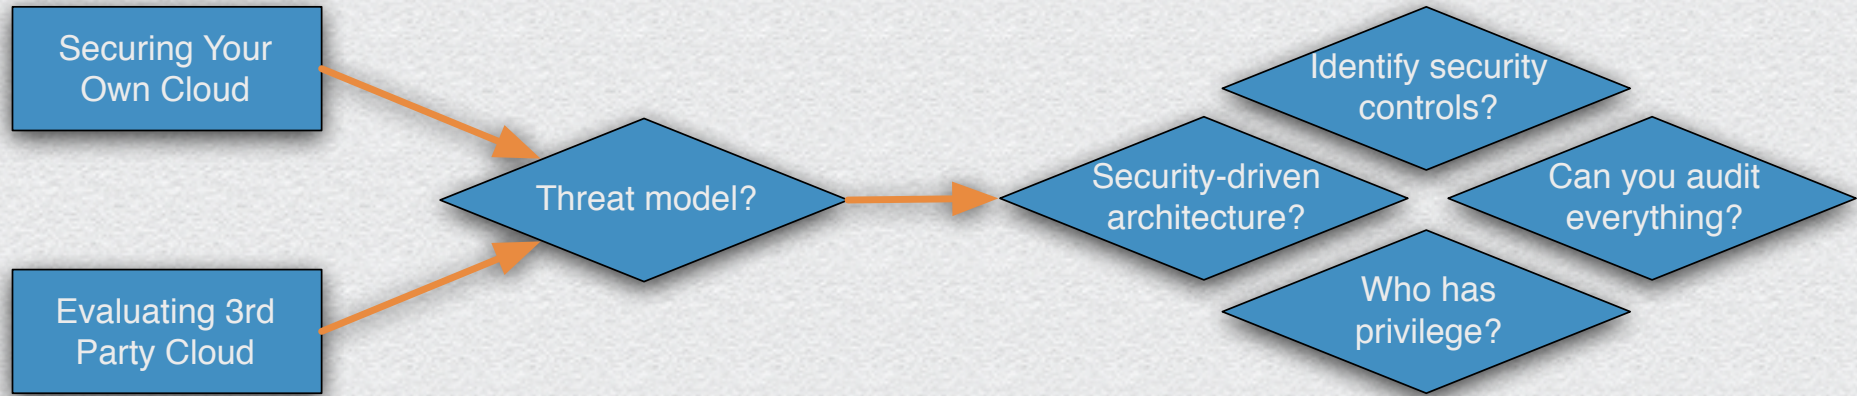 Securing Your
Own Cloud
Evaluating 3rd
Party Cloud
Threat model?
Security-driven
architecture?
Identify security
controls?
Who has
privilege?
Can you audit
everything?